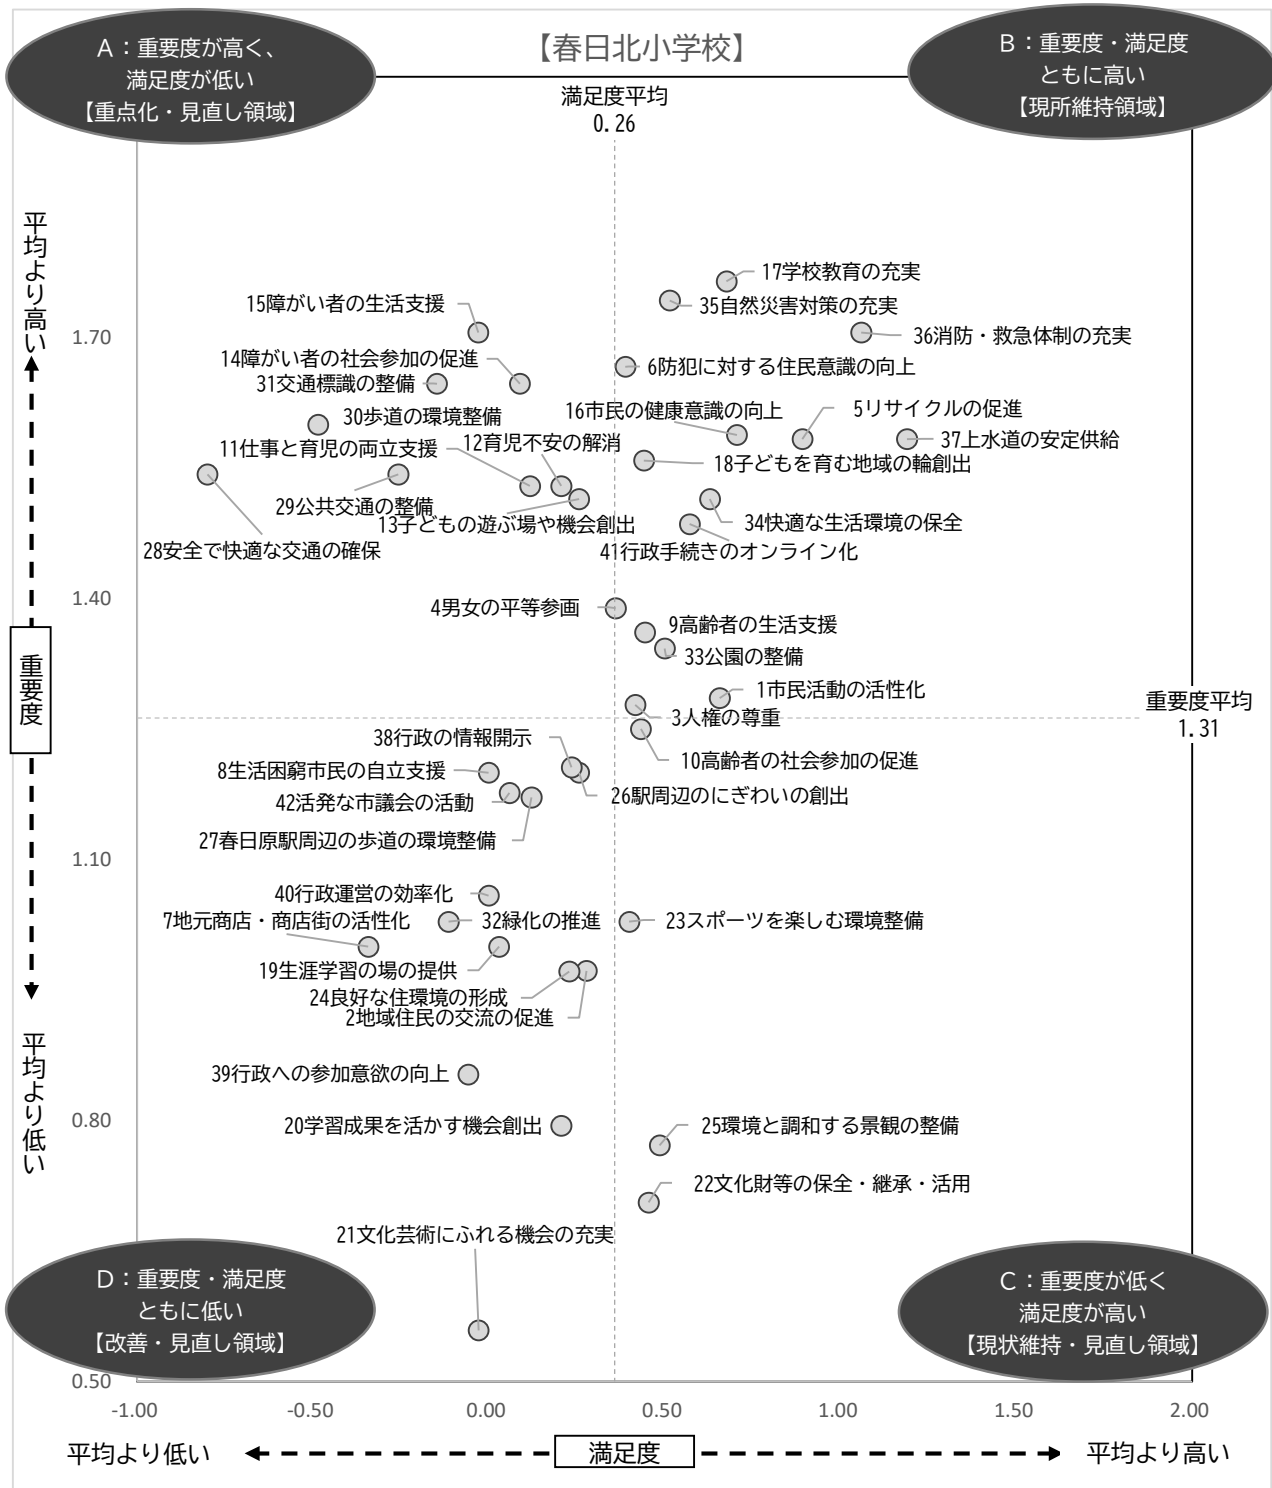 【春日北小学校】
A：重要度が高く、
満足度が低い
【重点化・見直し領域】
B：重要度・満足度
ともに高い
【現所維持領域】
満足度平均
0.26
平均より高い
重要度
平均より低い
1.70
1.40
1.10
0.80
0.50
17学校教育の充実
35自然災害対策の充実
15障がい者の生活支援
36消防・救急体制の充実
14障がい者の社会参加の促進
6防犯に対する住民意識の向上
31交通標識の整備
30歩道の環境整備
16市民の健康意識の向上
5リサイクルの促進
37上水道の安定供給
11仕事と育児の両立支援
12育児不安の解消
18子どもを育む地域の輪創出
29公共交通の整備
13子どもの遊ぶ場や機会創出
34快適な生活環境の保全
28安全で快適な交通の確保
41行政手続きのオンライン化
4男女の平等参画
9高齢者の生活支援
33公園の整備
1市民活動の活性化
3人権の尊重
重要度平均
1.31
38行政の情報開示
10高齢者の社会参加の促進
8生活困窮市民の自立支援
26駅周辺のにぎわいの創出
42活発な市議会の活動
27春日原駅周辺の歩道の環境整備
40行政運営の効率化
7地元商店・商店街の活性化
32緑化の推進
23スポーツを楽しむ環境整備
19生涯学習の場の提供
24良好な住環境の形成
2地域住民の交流の促進
39行政への参加意欲の向上
20学習成果を活かす機会創出
25環境と調和する景観の整備
22文化財等の保全・継承・活用
21文化芸術にふれる機会の充実
D：重要度・満足度
ともに低い
【改善・見直し領域】
C：重要度が低く
満足度が高い
【現状維持・見直し領域】
-1.00
-0.50
0.00
0.50
1.00
1.50
2.00
平均より低い
満足度
平均より高い